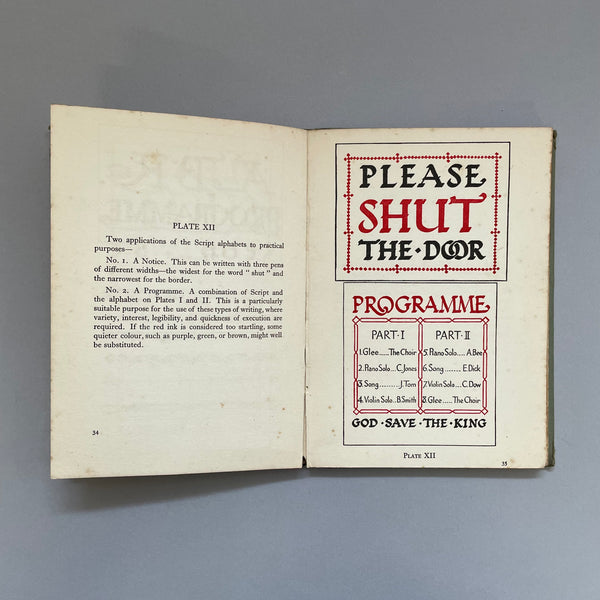 PLATE XII
Two applications of the Script alphabets to practical
purposes—
No. 1. A Notice. This can be written with three pens
of different widths—the widest for the word "shut" and
the narrowest for the border.
No. 2. A Programme. A combination of Script and
the alphabet on Plates I and II. This is a particularly
suitable purpose for the use of these types of writing, where
variety, interest, legibility, and quickness of execution are
required. If the red ink is considered too startling, some
quieter colour, such as purple, green, or brown, might well
be substituted.
34
PLEASE
SHUT
THE·DOOR
PROGRAMME
PART·I
1. Glee.....The Choir
2. Piano Solo...C. Jones
3. Song.........J. Tom
4. Violin Solo..B. Smith
PART·II
5. Piano Solo.....A. Bee
6. Song.......E. Dick
7. Violin Solo...C. Dow
8. Glee.....The Choir
GOD·SAVE·THE·KING
PLATE XII
35